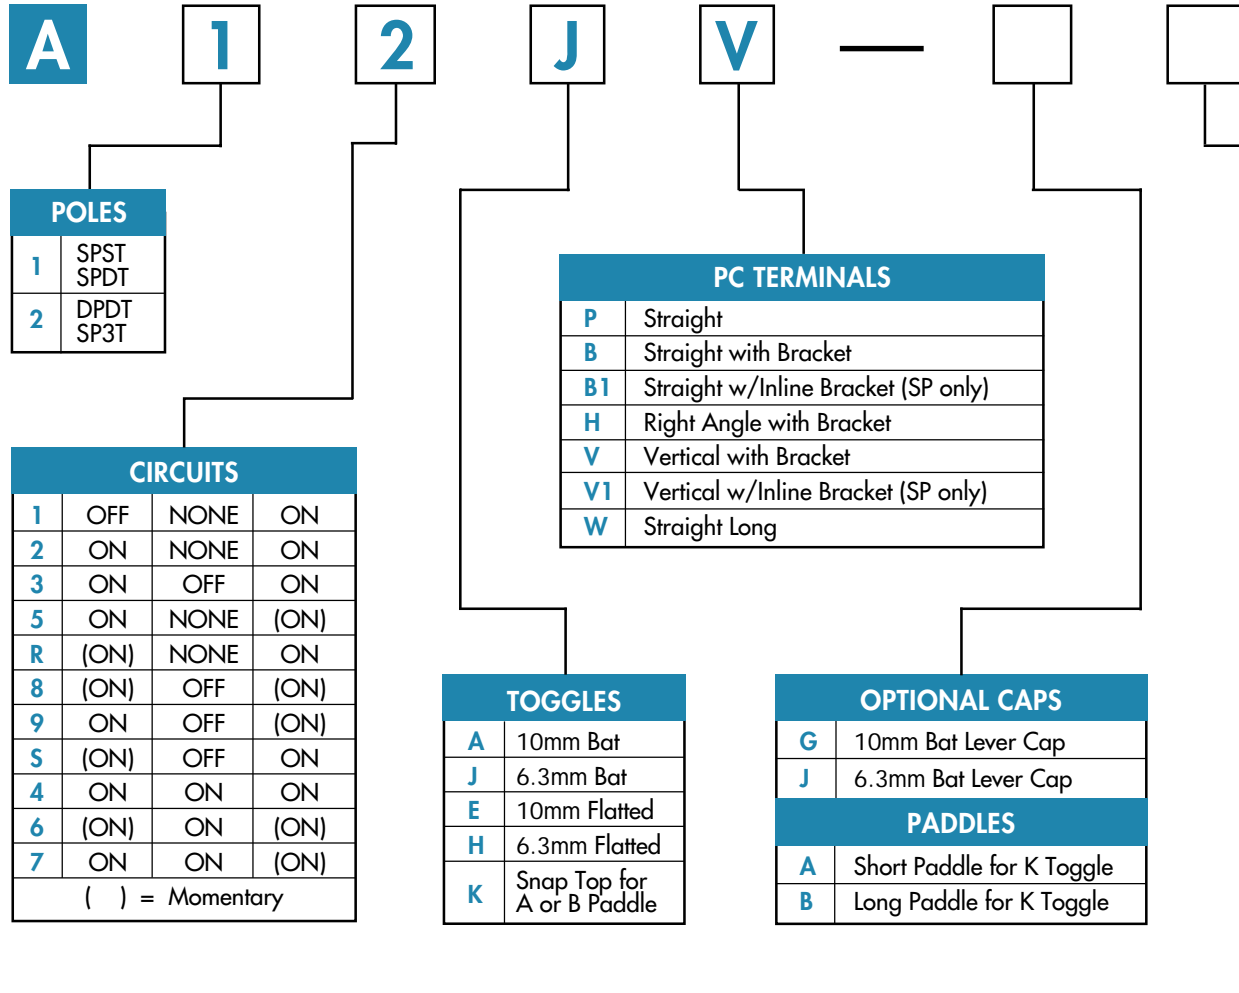 A 1 2 J V —
POLES
1 SPST
SPDT
2 DPDT
SP3T
PC TERMINALS
P Straight
B Straight with Bracket
B1 Straight w/Inline Bracket (SP only)
H Right Angle with Bracket
V Vertical with Bracket
V1 Vertical w/Inline Bracket (SP only)
W Straight Long
CIRCUITS
1 OFF NONE ON
2 ON NONE ON
3 ON OFF ON
5 ON NONE (ON)
R (ON) NONE ON
8 (ON) OFF (ON)
9 ON OFF (ON)
S (ON) OFF ON
4 ON ON ON
6 (ON) ON (ON)
7 ON ON (ON)
( ) = Momentary
TOGGLES
A 10mm Bat
J 6.3mm Bat
E 10mm Flatted
H 6.3mm Flatted
K Snap Top for
A or B Paddle
OPTIONAL CAPS
G 10mm Bat Lever Cap
J 6.3mm Bat Lever Cap
PADDLES
A Short Paddle for K Toggle
B Long Paddle for K Toggle